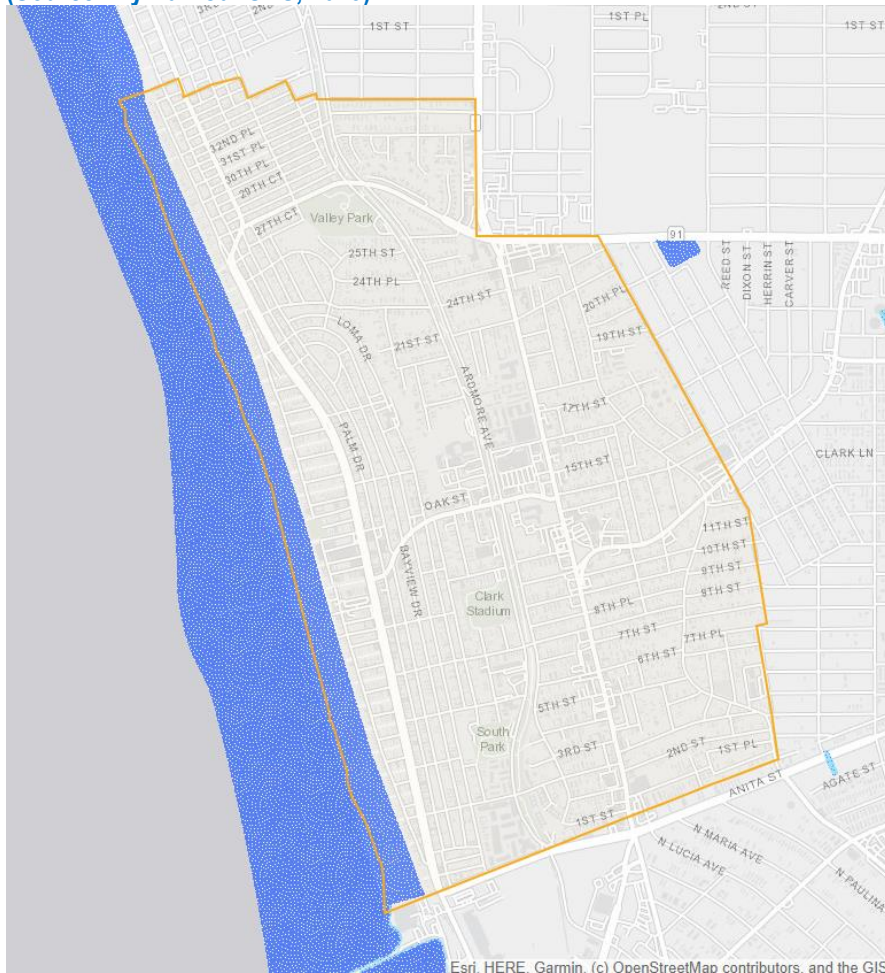 1ST ST
1ST PL
1ST ST
32ND PL
31ST PL
30TH PL
29TH CT
27TH CT
Valley Park
91
25TH ST
24TH PL
24TH ST
20TH PL
19TH ST
REED ST
DIXON ST
HERRIN ST
CARVER ST
LOMA DR
21ST ST
ARDMORE AVE
17TH ST
PALM DR
15TH ST
CLARK LN
OAK ST
11TH ST
10TH ST
9TH ST
8TH ST
BAYVIEW DR
Clark
Stadium
8TH PL
7TH ST
7TH PL
6TH ST
5TH ST
South
Park
3RD ST
2ND ST
1ST PL
ANITA ST
AGATE ST
1ST ST
N MARIA AVE
N LUCIA AVE
N PAULINA
Esri, HERE, Garmin, (c) OpenStreetMap contributors, and the GIS